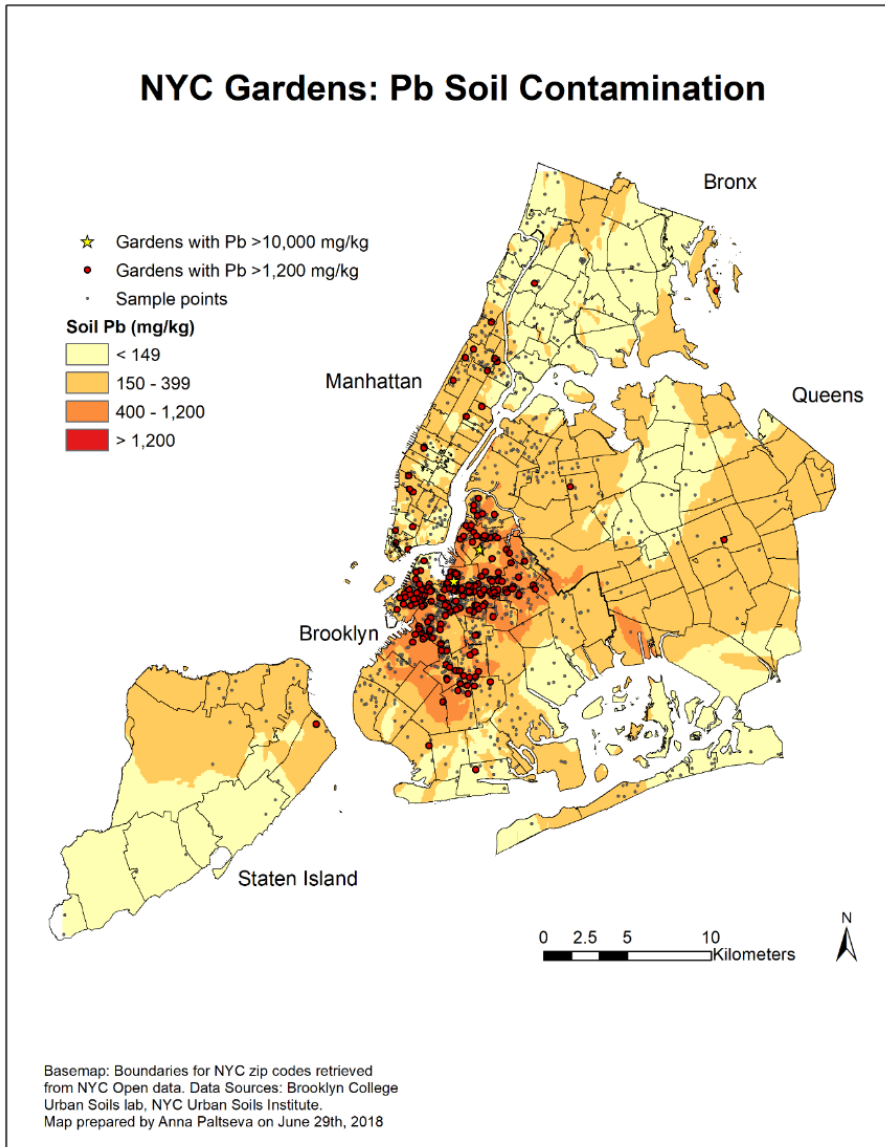 NYC Gardens: Pb Soil Contamination
Bronx
Gardens with Pb >10,000 mg/kg
Gardens with Pb >1,200 mg/kg
Sample points
Soil Pb (mg/kg)
< 149
150 - 399
400 - 1,200
> 1,200
Manhattan
Queens
Brooklyn
Staten Island
N
0 2.5 5 10
Kilometers
Basemap: Boundaries for NYC zip codes retrieved
from NYC Open data. Data Sources: Brooklyn College
Urban Soils lab, NYC Urban Soils Institute.
Map prepared by Anna Paltseva on June 29th, 2018